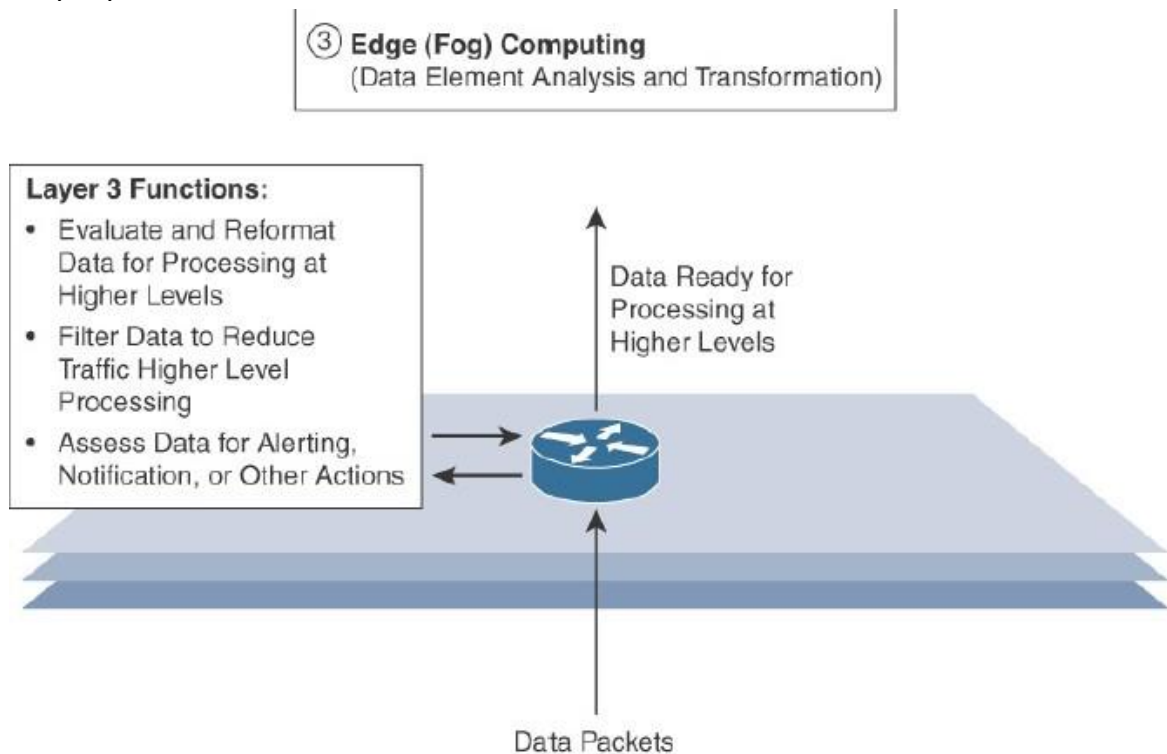 ③ Edge (Fog) Computing
(Data Element Analysis and Transformation)
Layer 3 Functions:
• Evaluate and Reformat
Data for Processing at
Higher Levels
• Filter Data to Reduce
Traffic Higher Level
Processing
• Assess Data for Alerting,
Notification, or Other Actions
Data Ready for
Processing at
Higher Levels
Data Packets